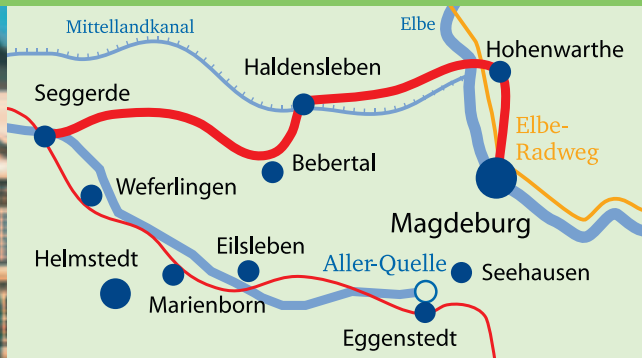 Mittellandkanal
Elbe
Hohenwarthe
Haldensleben
Seggerde
Elbe-
Radweg
Bebertal
Weferlingen
Magdeburg
Eilsleben
Helmstedt
Aller-Quelle
Seehausen
Marienborn
Eggenstedt